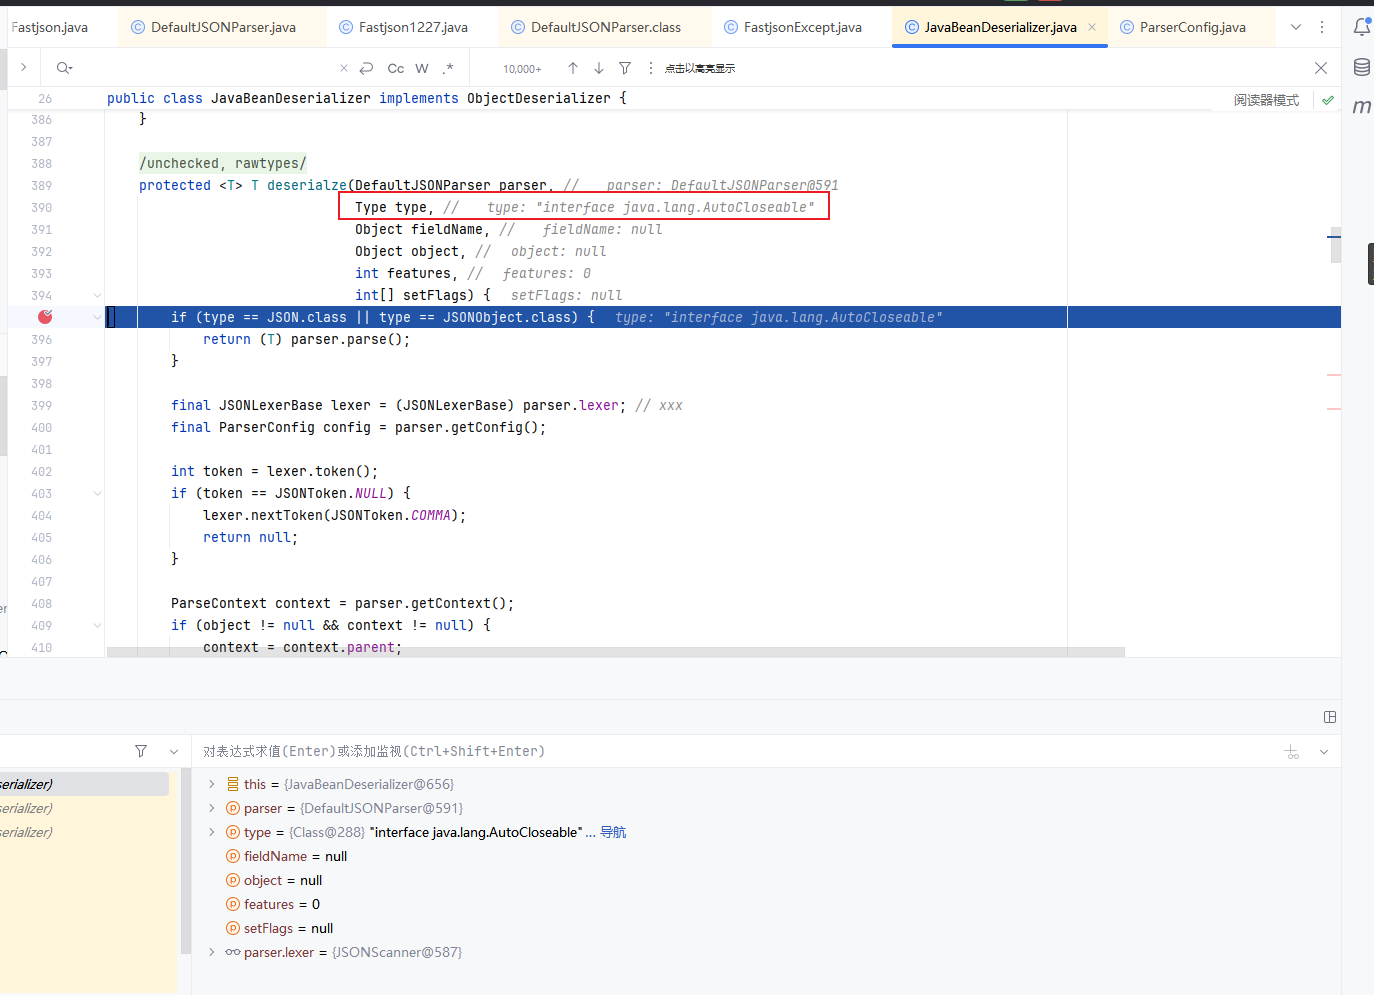 Fastjson.java
DefaultJSONParser.java
Fastjson1227.java
DefaultJSONParser.class
FastjsonExcept.java
JavaBeanDeserializer.java
ParserConfig.java
Cc W .*
10,000+
点击以高亮显示
26 public class JavaBeanDeserializer implements ObjectDeserializer {
阅读器模式
386 }
387
388 /unchecked, rawtypes/
389 protected <T> T deserialze(DefaultJSONParser parser, // parser: DefaultJSONParser@591
390 Type type, // type: "interface java.lang.AutoCloseable"
391 Object fieldName, // fieldName: null
392 Object object, // object: null
393 int features, // features: 0
394 int[] setFlags) { setFlags: null
if (type == JSON.class || type == JSONObject.class) { type: "interface java.lang.AutoCloseable"
396 return (T) parser.parse();
397 }
398
399 final JSONLexerBase lexer = (JSONLexerBase) parser.lexer; // xxx
400 final ParserConfig config = parser.getConfig();
401
402 int token = lexer.token();
403 if (token == JSONToken.NULL) {
404 lexer.nextToken(JSONToken.COMMA);
405 return null;
406 }
407
408 ParseContext context = parser.getContext();
409 if (object != null && context != null) {
410 context = context.parent;
m
对表达式求值(Enter)或添加监视(Ctrl+Shift+Enter)
serializer)
serializer)
serializer)
this = {JavaBeanDeserializer@656}
parser = {DefaultJSONParser@591}
type = {Class@288} "interface java.lang.AutoCloseable" ... 导航
fieldName = null
object = null
features = 0
setFlags = null
parser.lexer = {JSONScanner@587}